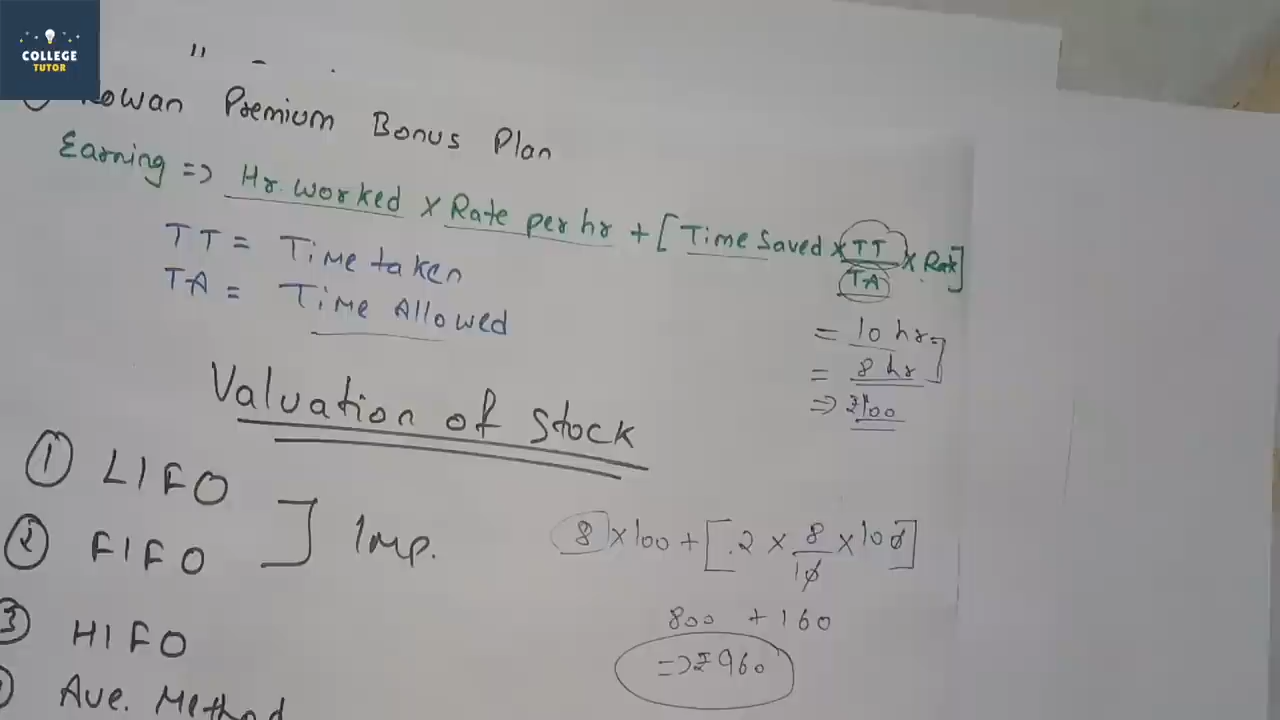 COLLEGE
TUTOR
Rowan Premium Bonus Plan
Earning => Hr. worked × Rate per hr + [Time Saved × TT/TA × Rate]
TT = Time taken
TA = Time Allowed
= 10 hr
= 8 hr
=> ₹100
Valuation of Stock
① LIFO
② FIFO
Imp.
③ HIFO
Ave. Method
8 × 100 + [2 × 8/10 × 100]
800 + 160
=> ₹960